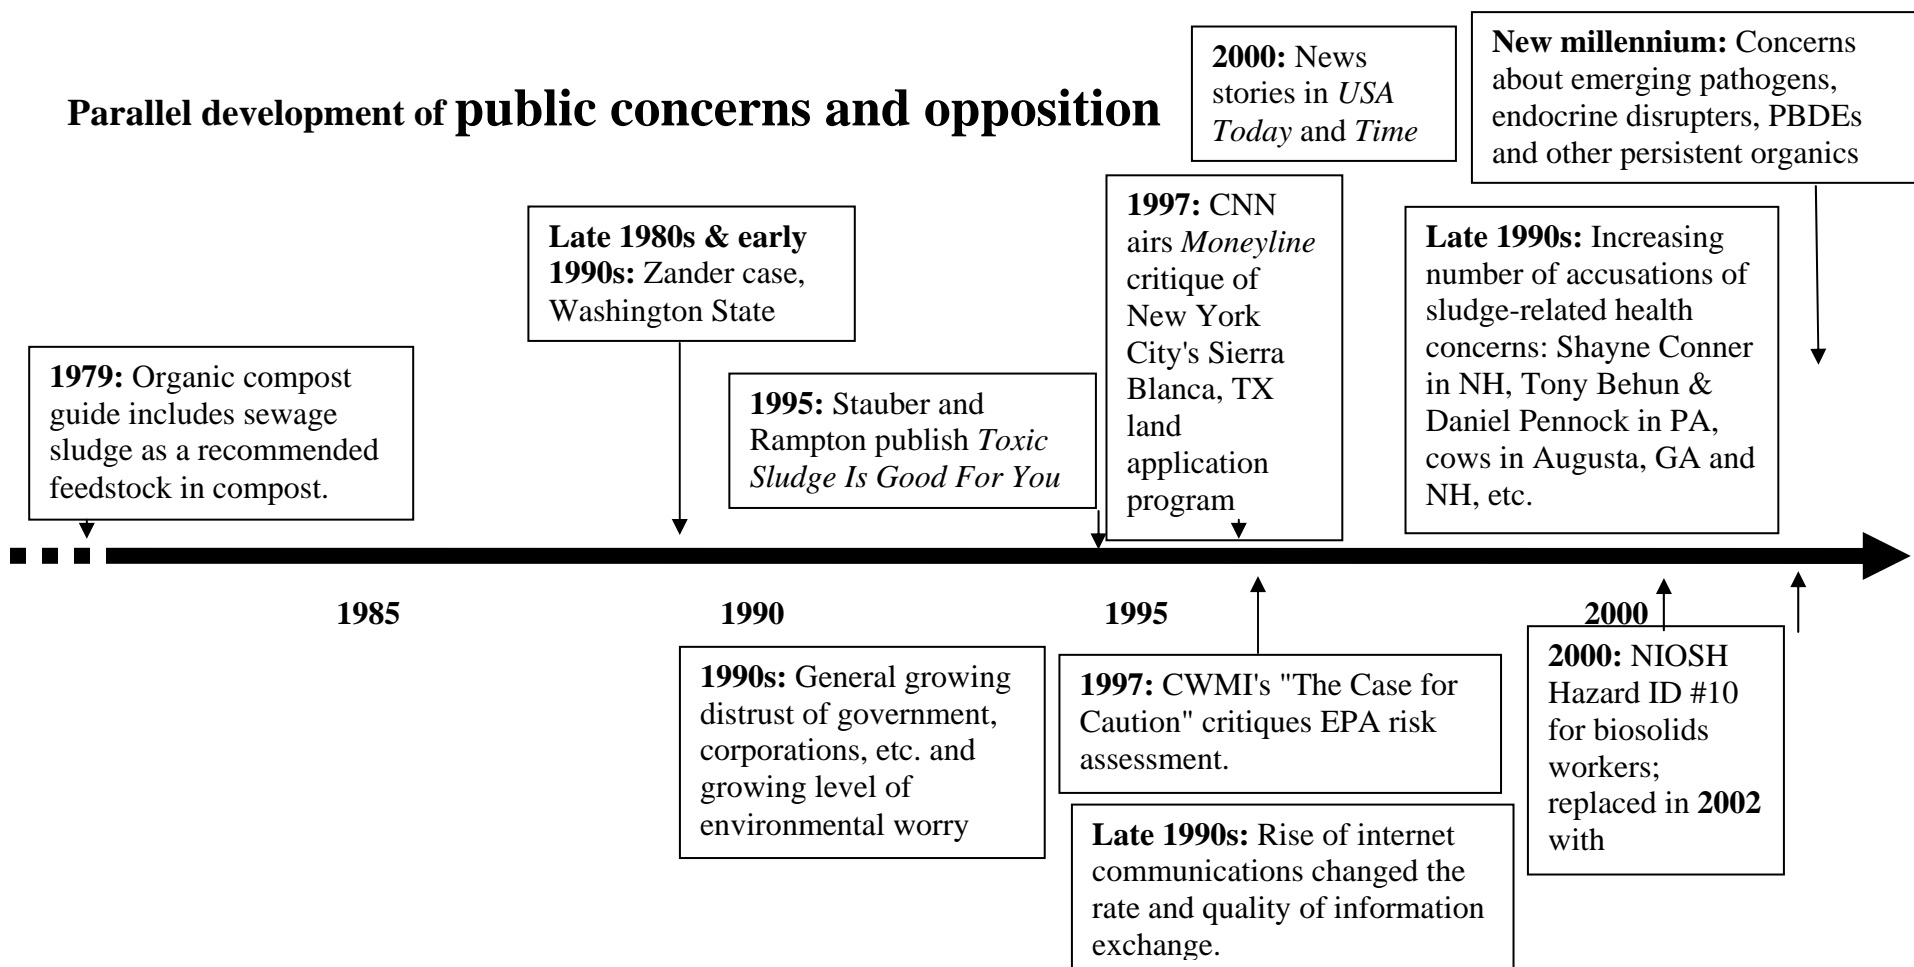 Parallel development of public concerns and opposition
2000: News
stories in USA
Today and Time
New millennium: Concerns
about emerging pathogens,
endocrine disrupters, PBDEs
and other persistent organics
1979: Organic compost
guide includes sewage
sludge as a recommended
feedstock in compost.
Late 1980s & early
1990s: Zander case,
Washington State
1995: Stauber and
Rampton publish Toxic
Sludge Is Good For You
1997: CNN
airs Moneyline
critique of
New York
City's Sierra
Blanca, TX
land
application
program
Late 1990s: Increasing
number of accusations of
sludge-related health
concerns: Shayne Conner
in NH, Tony Behun &
Daniel Pennock in PA,
cows in Augusta, GA and
NH, etc.
1985
1990
1995
2000
1990s: General growing
distrust of government,
corporations, etc. and
growing level of
environmental worry
1997: CWMI's "The Case for
Caution" critiques EPA risk
assessment.
Late 1990s: Rise of internet
communications changed the
rate and quality of information
exchange.
2000: NIOSH
Hazard ID #10
for biosolids
workers;
replaced in 2002
with